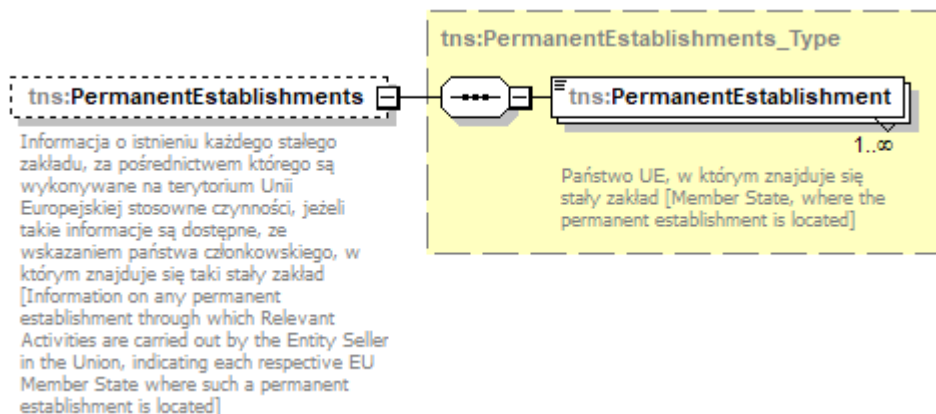 tns:PermanentEstablishments_Type
tns:PermanentEstablishments
tns:PermanentEstablishment
1..∞
Informacja o istnieniu każdego stałego
zakładu, za pośrednictwem którego są
wykonywane na terytorium Unii
Europejskiej stosowne czynności, jeżeli
takie informacje są dostępne, ze
wskazaniem państwa członkowskiego, w
którym znajduje się taki stały zakład
[Information on any permanent
establishment through which Relevant
Activities are carried out by the Entity Seller
in the Union, indicating each respective EU
Member State where such a permanent
establishment is located]
Państwo UE, w którym znajduje się
stały zakład [Member State, where the
permanent establishment is located]